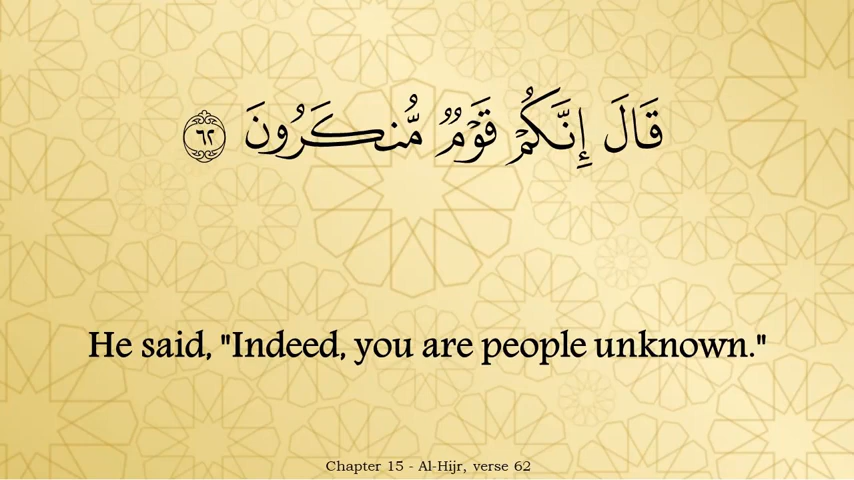 قَالَ إِنَّكُمْ قَوْمٌ مُّنكَرُونَ ٦٢
He said, "Indeed, you are people unknown."
Chapter 15 - Al-Hijr, verse 62